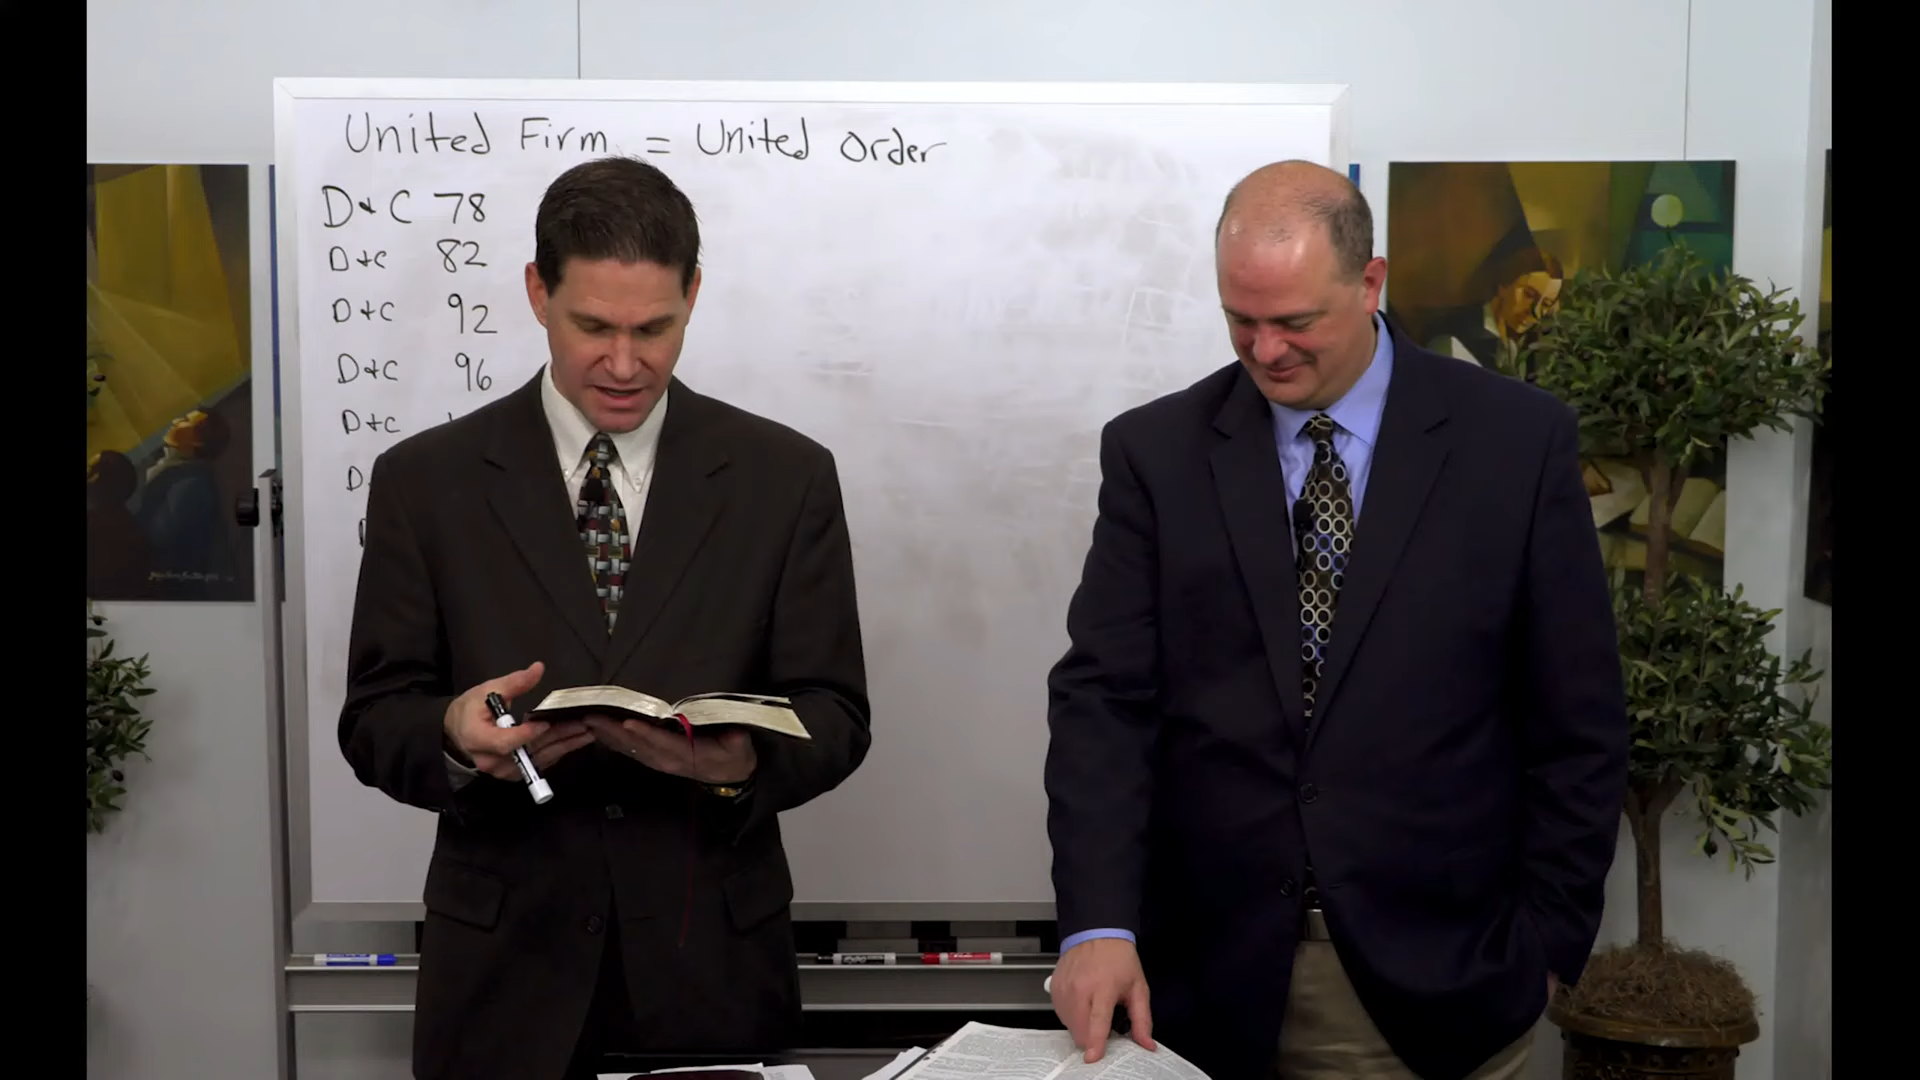 United Firm = United Order
D+C 78
D+C 82
D+C 92
D+C 96
D+C
D